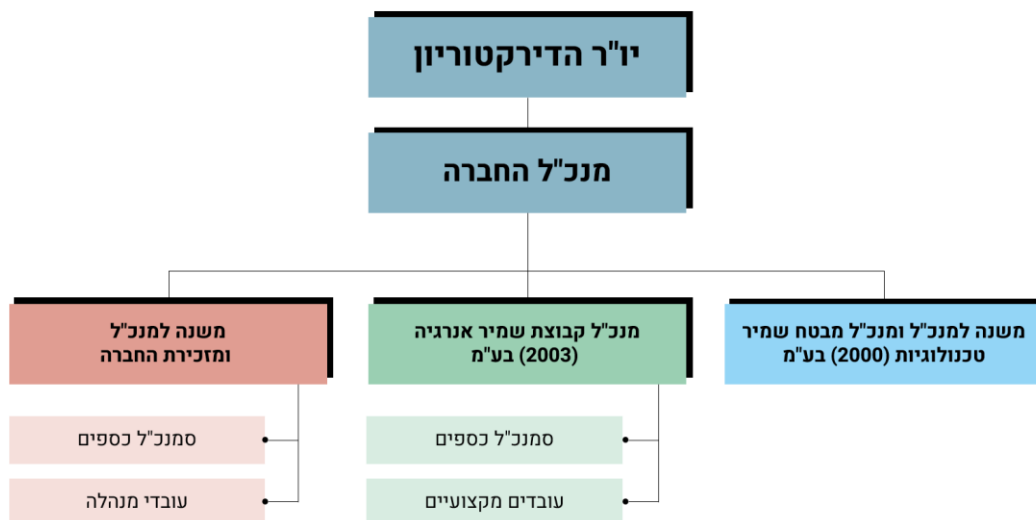 יו"ר הדירקטוריון
מנכ"ל החברה
משנה למנכ"ל ומנכ"ל מבטח שמיר
טכנולוגיות (2000) בע"מ
מנכ"ל קבוצת שמיר אנרגיה
(2003) בע"מ
סמנכ"ל כספים
עובדים מקצועיים
משנה למנכ"ל
ומזכירת החברה
סמנכ"ל כספים
עובדי מנהלה